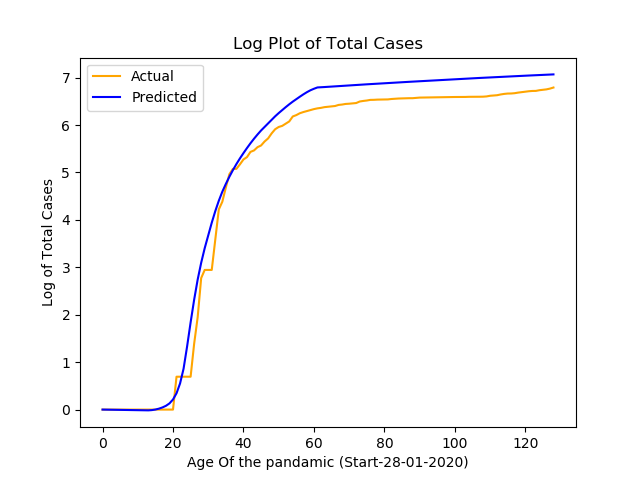 Log Plot of Total Cases
Actual
Predicted
7
6
5
4
3
2
1
0
Log of Total Cases
0 20 40 60 80 100 120
Age Of the pandamic (Start-28-01-2020)